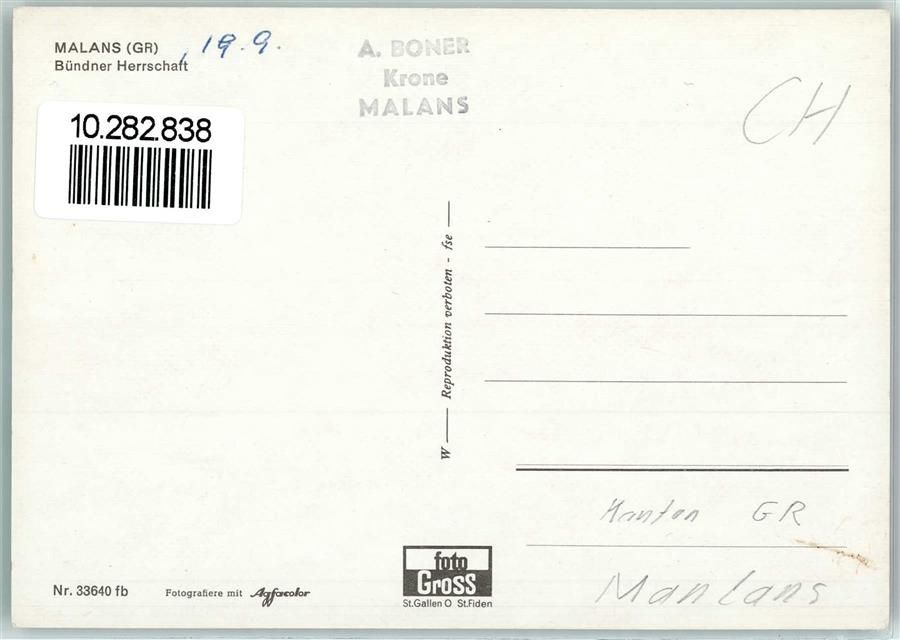 MALANS (GR) , 19.9.
Bündner Herrschaft
A. BONER
Krone
MALANS
CH
10.282.838
W — Reproduktion verboten - fse —
Kanton GR
Manlans
foto
Gross
St.Gallen O St.Fiden
Nr. 33640 fb
Fotografiere mit Agfacolor